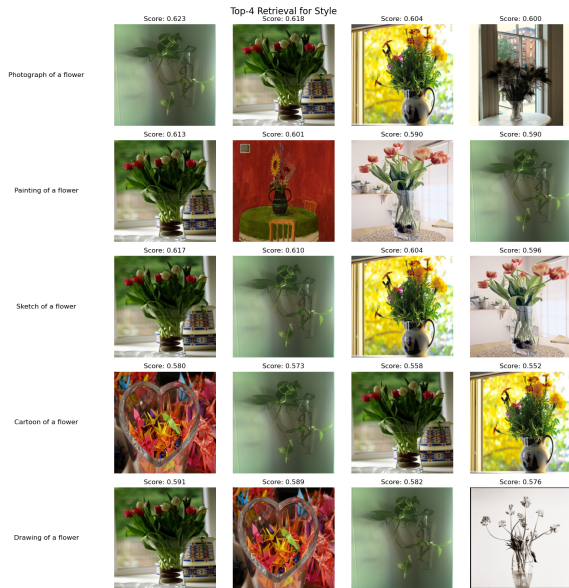 Top-4 Retrieval for Style
Score: 0.623 Score: 0.618 Score: 0.604 Score: 0.600
Photograph of a flower
Score: 0.613 Score: 0.601 Score: 0.590 Score: 0.590
Painting of a flower
Score: 0.617 Score: 0.610 Score: 0.604 Score: 0.596
Sketch of a flower
Score: 0.580 Score: 0.573 Score: 0.558 Score: 0.552
Cartoon of a flower
Score: 0.591 Score: 0.589 Score: 0.582 Score: 0.576
Drawing of a flower